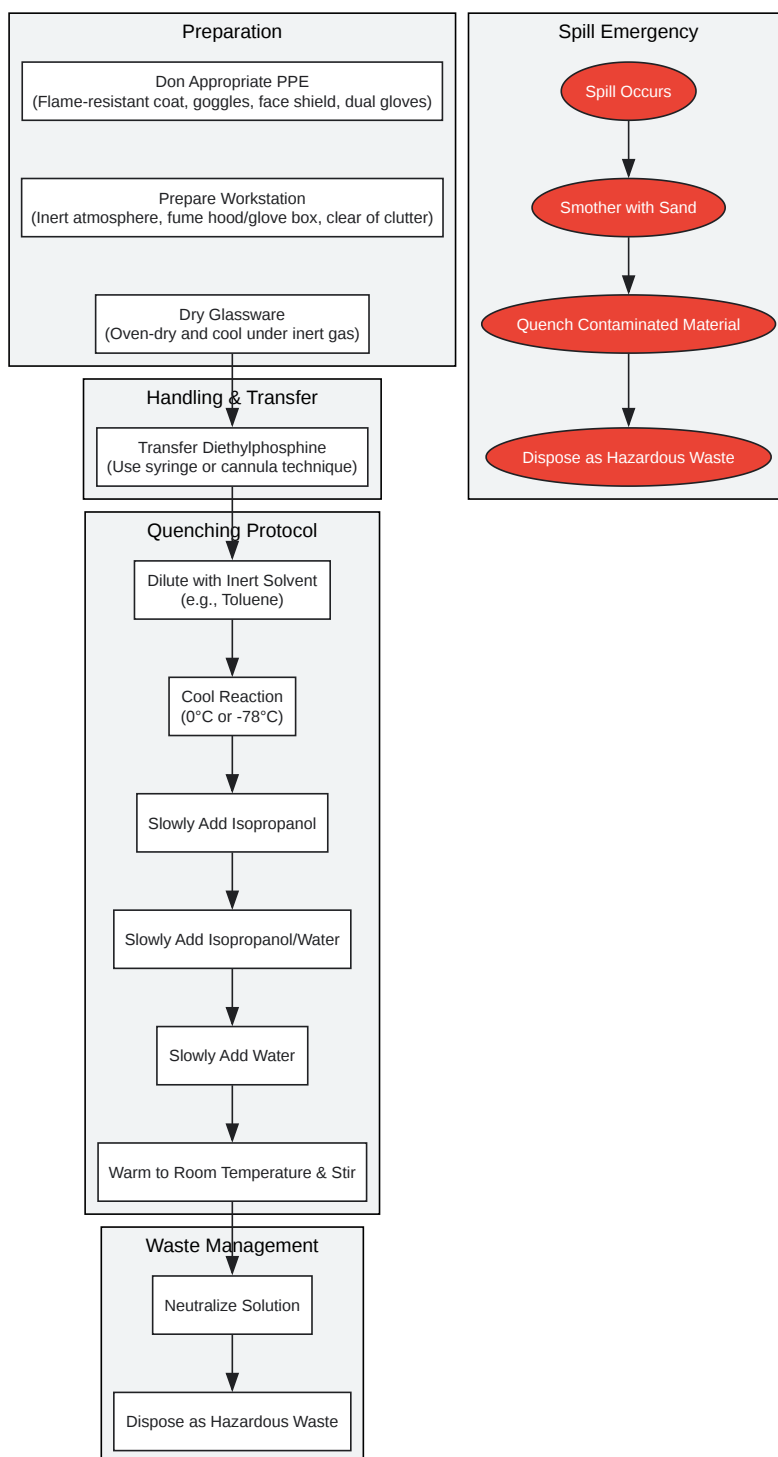 Preparation
Don Appropriate PPE
(Flame-resistant coat, goggles, face shield, dual gloves)
Prepare Workstation
(Inert atmosphere, fume hood/glove box, clear of clutter)
Dry Glassware
(Oven-dry and cool under inert gas)
Handling & Transfer
Transfer Diethylphosphine
(Use syringe or cannula technique)
Quenching Protocol
Dilute with Inert Solvent
(e.g., Toluene)
Cool Reaction
(0°C or -78°C)
Slowly Add Isopropanol
Slowly Add Isopropanol/Water
Slowly Add Water
Warm to Room Temperature & Stir
Waste Management
Neutralize Solution
Dispose as Hazardous Waste
Spill Emergency
Spill Occurs
Smother with Sand
Quench Contaminated Material
Dispose as Hazardous Waste